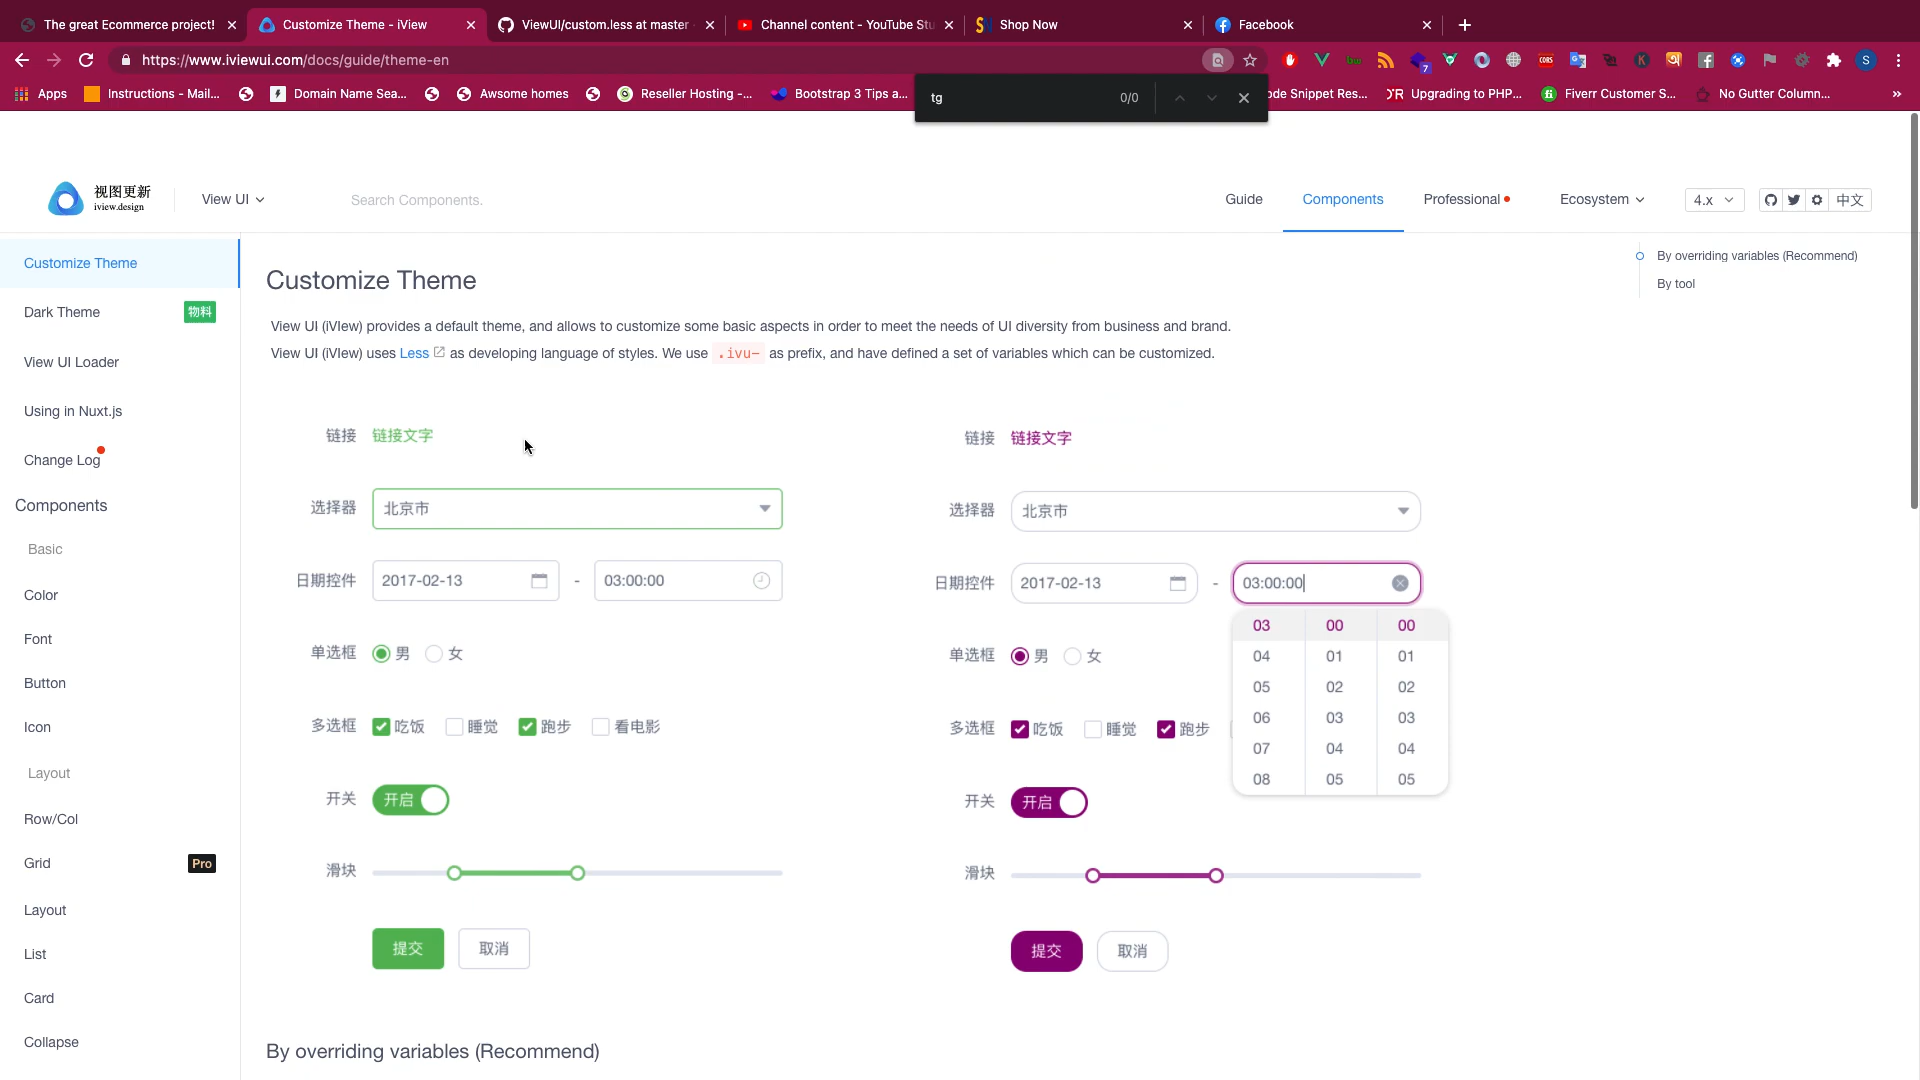 The great Ecommerce project!
Customize Theme - iView
ViewUI/custom.less at master
Channel content - YouTube Stu
Shop Now
Facebook
https://www.iviewui.com/docs/guide/theme-en
7
CORS
S
Apps
Instructions - Mail...
Domain Name Sea...
Awsome homes
Reseller Hosting -...
Bootstrap 3 Tips a...
ode Snippet Res...
Upgrading to PHP...
Fiverr Customer S...
No Gutter Column...
»
tg
0/0
视图更新
iview.design
View UI
Search Components.
Guide
Components
Professional
Ecosystem
4.x
中文
Customize Theme
Dark Theme
物料
View UI Loader
Using in Nuxt.js
Change Log
Components
Basic
Color
Font
Button
Icon
Layout
Row/Col
Grid
Pro
Layout
List
Card
Collapse
Customize Theme
View UI (iVIew) provides a default theme, and allows to customize some basic aspects in order to meet the needs of UI diversity from business and brand.
View UI (iVIew) uses Less as developing language of styles. We use .ivu- as prefix, and have defined a set of variables which can be customized.
链接 链接文字
选择器 北京市
日期控件 2017-02-13 - 03:00:00
单选框 男 女
多选框 吃饭 睡觉 跑步 看电影
开关 开启
滑块
提交 取消
链接 链接文字
选择器 北京市
日期控件 2017-02-13 - 03:00:00
03 00 00
04 01 01
05 02 02
06 03 03
07 04 04
08 05 05
单选框 男 女
多选框 吃饭 睡觉 跑步
开关 开启
滑块
提交 取消
By overriding variables (Recommend)
By overriding variables (Recommend)
By tool